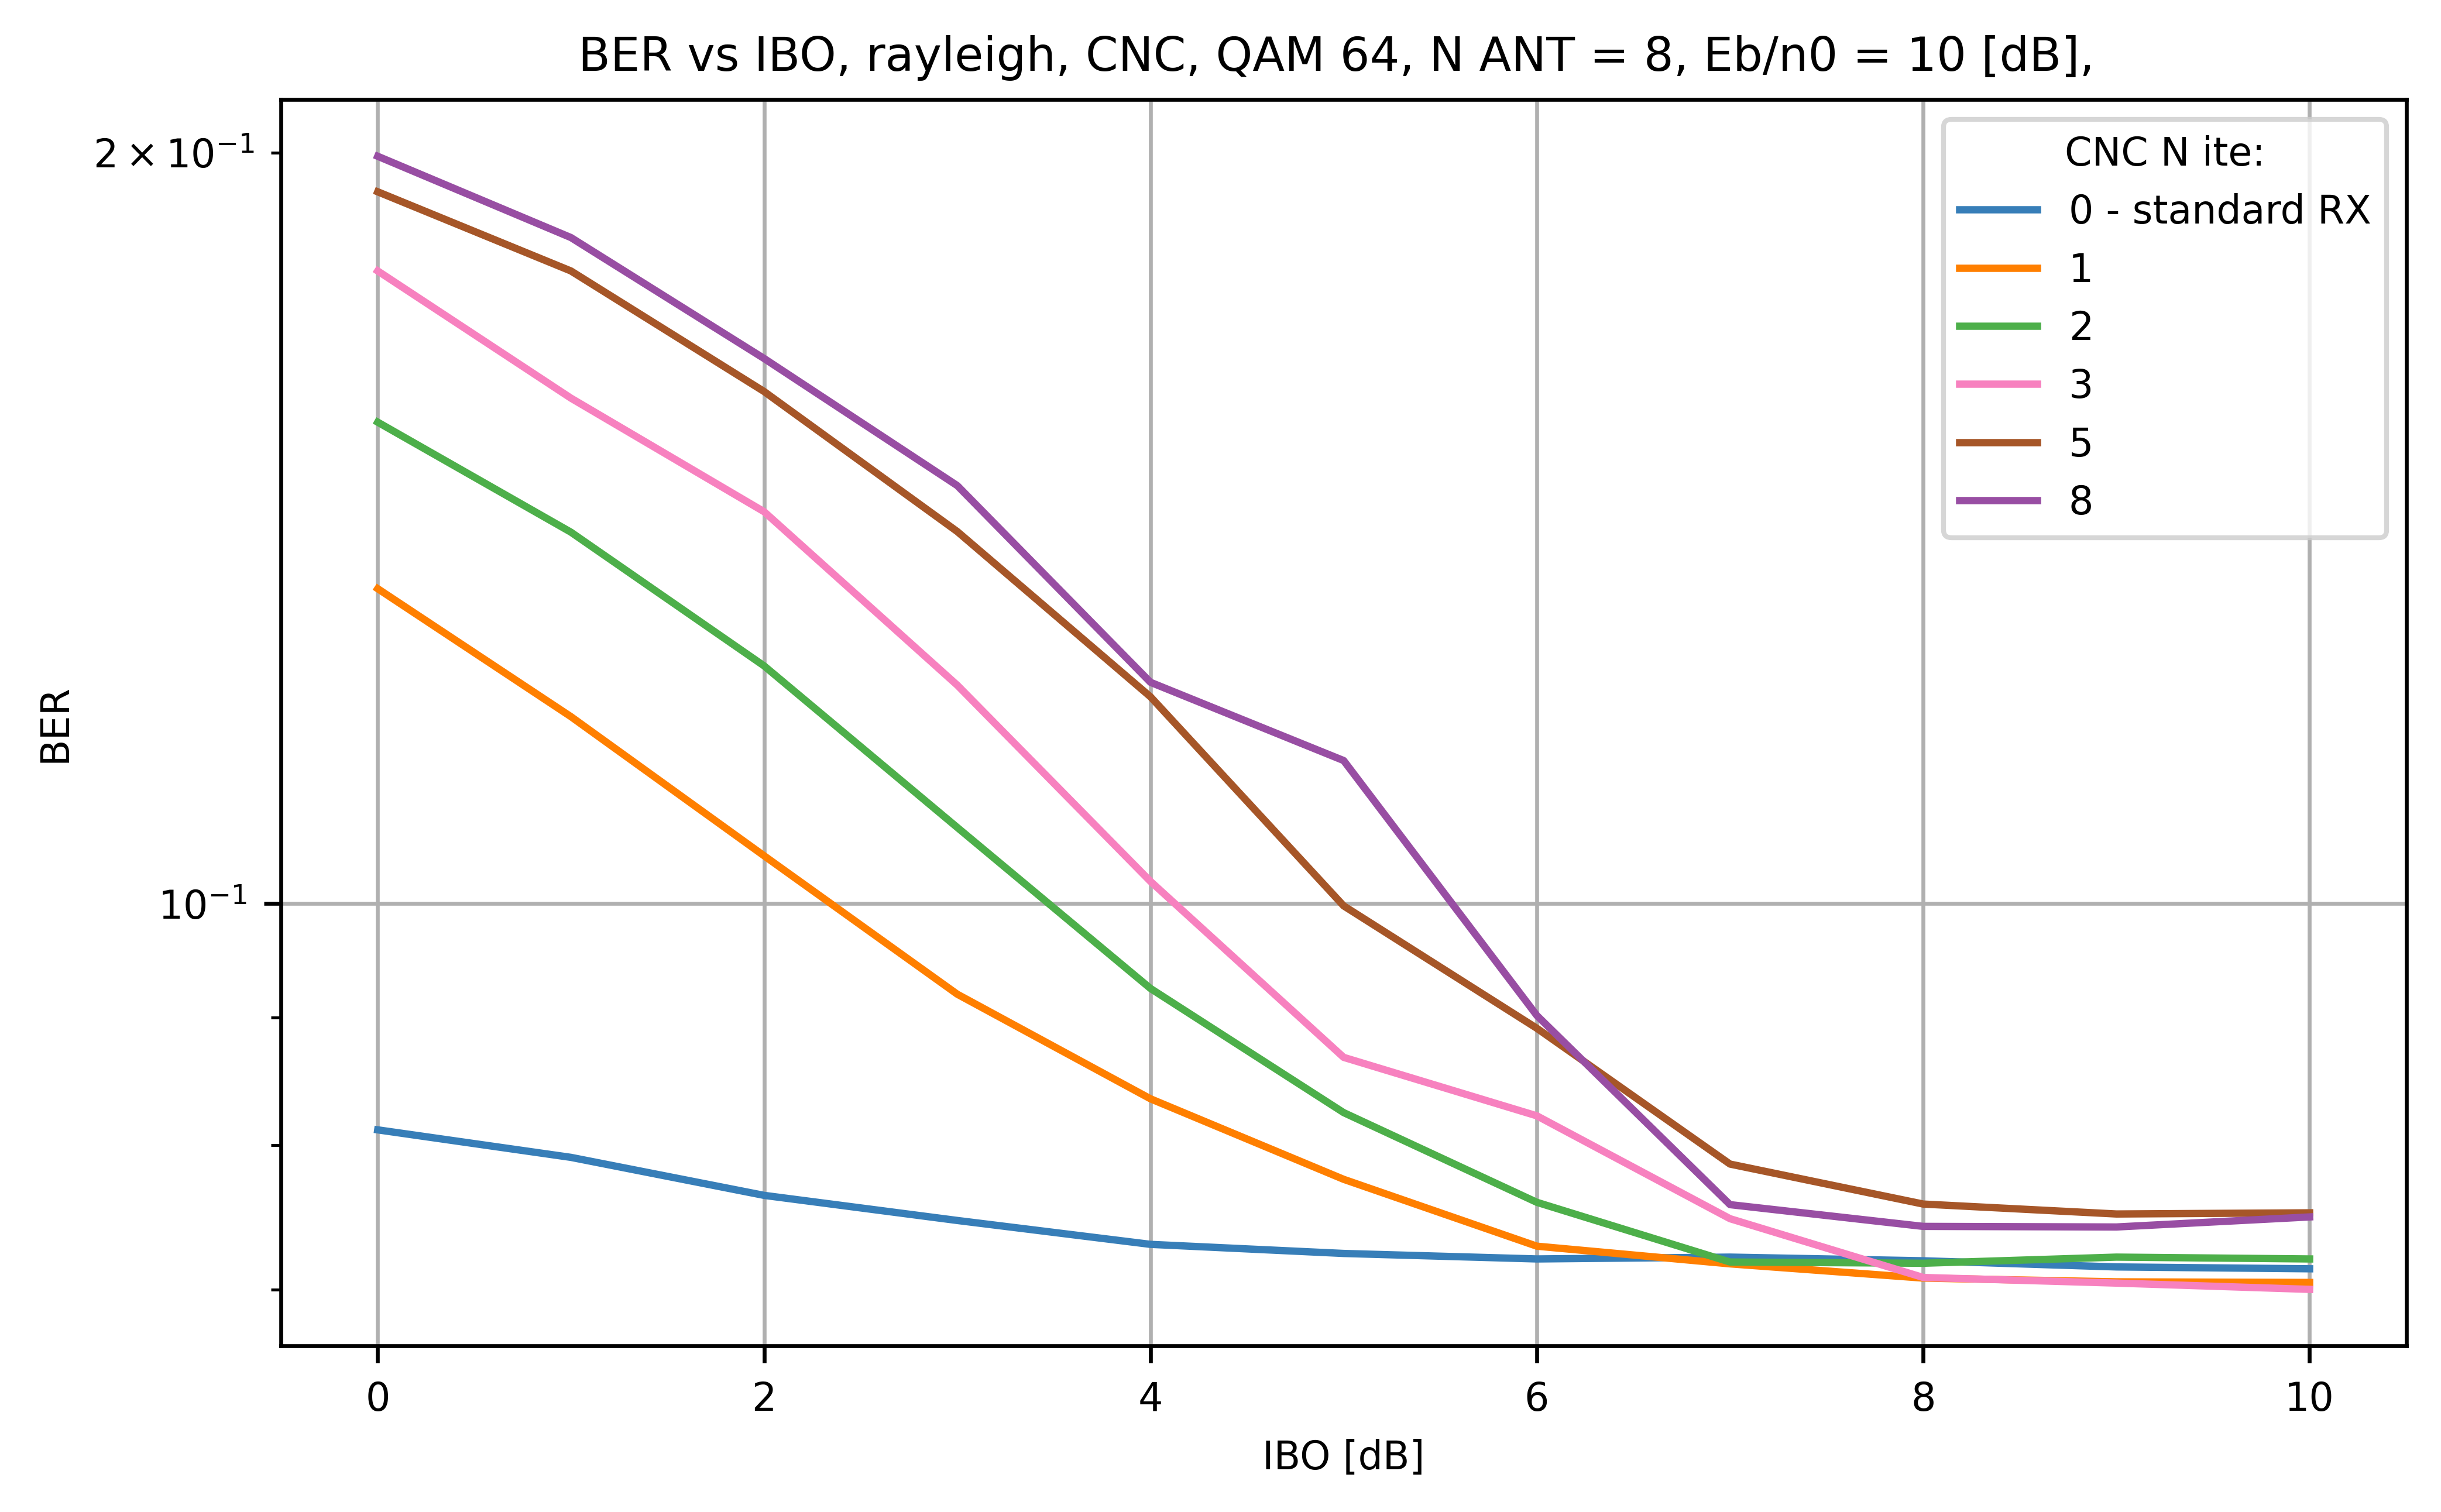 BER vs IBO, rayleigh, CNC, QAM 64, N ANT = 8, Eb/n0 = 10 [dB],
2 × 10⁻¹
10⁻¹
BER
CNC N ite:
0 - standard RX
1
2
3
5
8
0 2 4 6 8 10
IBO [dB]